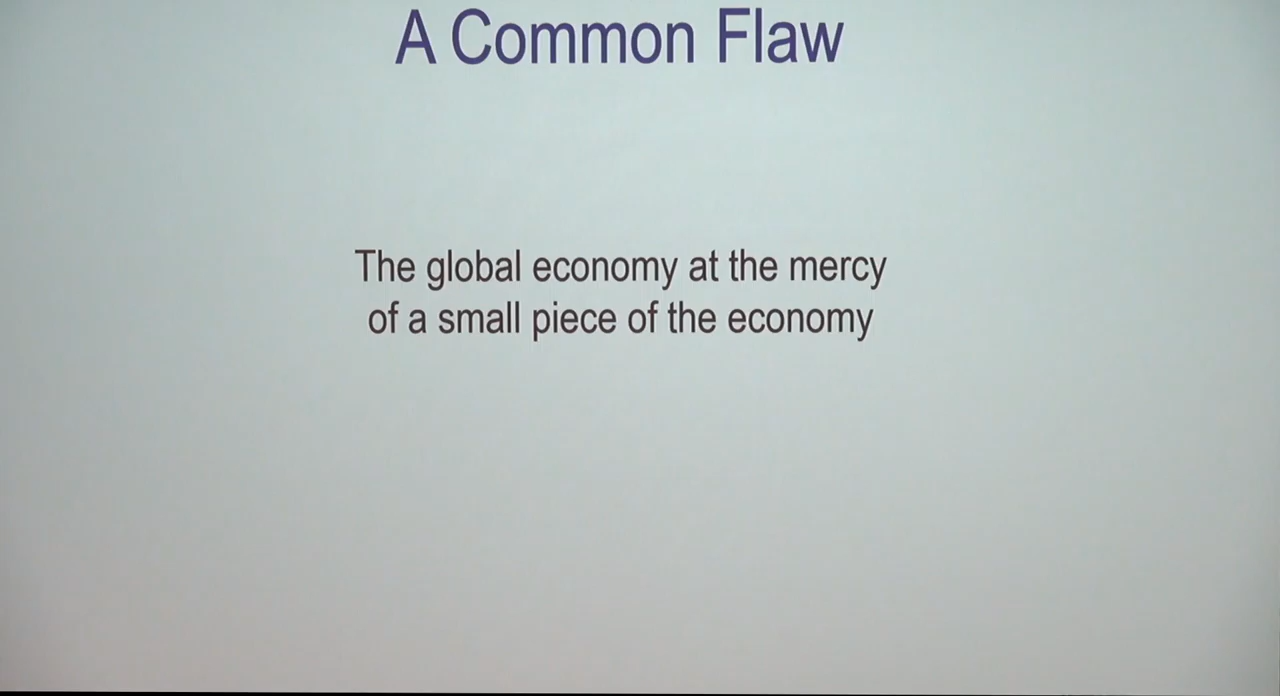 A Common Flaw
The global economy at the mercy
of a small piece of the economy